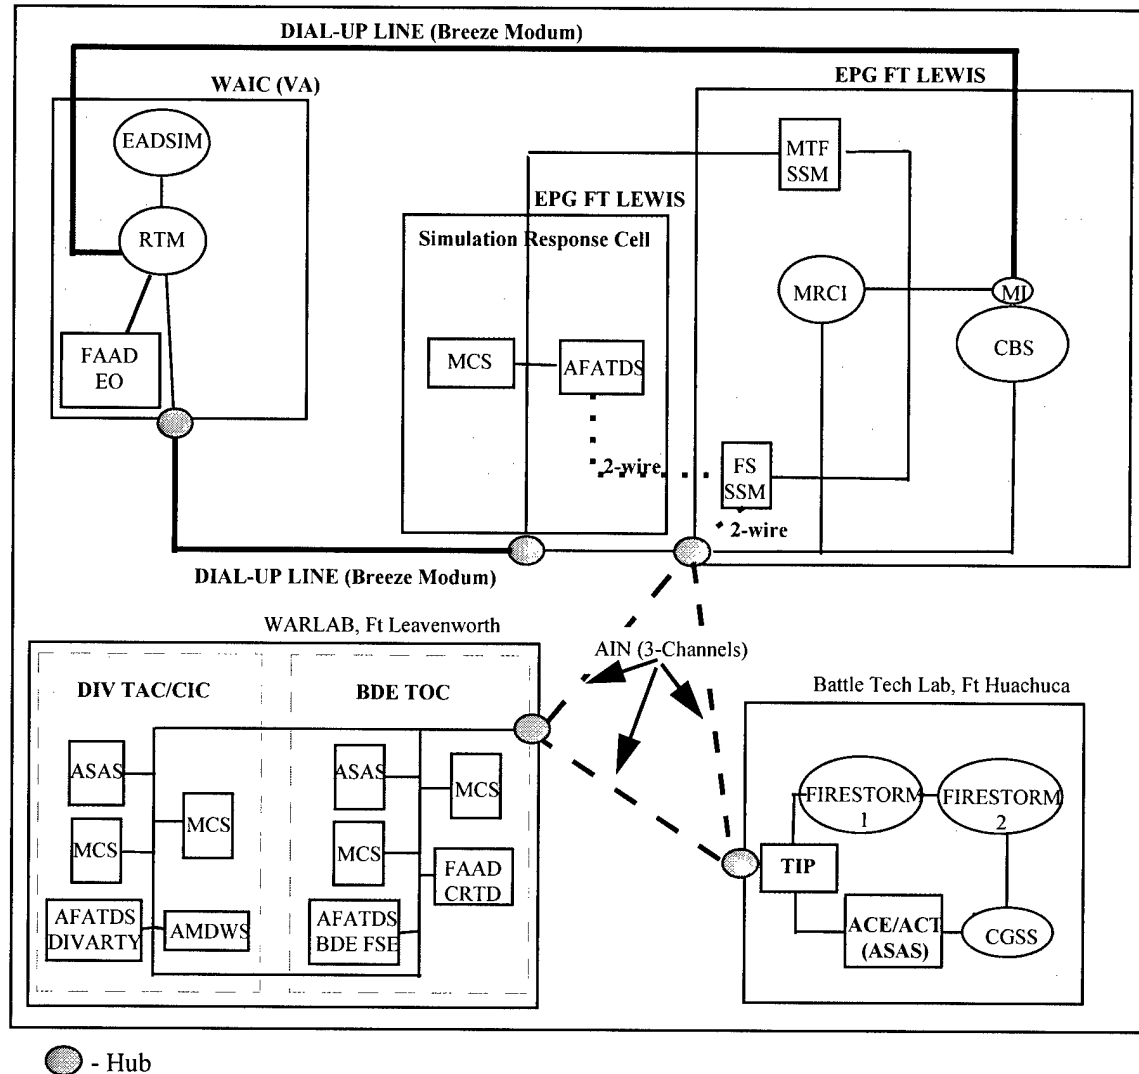 DIAL-UP LINE (Breeze Modum)
WAIC (VA)
EPG FT LEWIS
EADSIM
RTM
FAAD
EO
EPG FT LEWIS
Simulation Response Cell
MCS
AFATDS
MTF
SSM
MRCI
MI
CBS
2-wire
FS
SSM
2-wire
DIAL-UP LINE (Breeze Modum)
WARLAB, Ft Leavenworth
AIN (3-Channels)
DIV TAC/CIC
ASAS
MCS
MCS
AFATDS
DIVARTY
AMDWS
BDE TOC
ASAS
MCS
MCS
FAAD
CRTD
AFATDS
BDE FSE
Battle Tech Lab, Ft Huachuca
FIRESTORM
1
FIRESTORM
2
TIP
ACE/ACT
(ASAS)
CGSS
- Hub